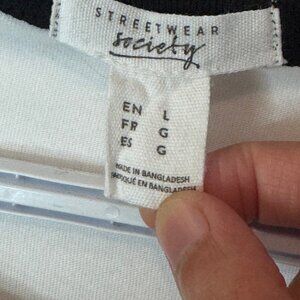 STREETWEAR
society
EN L
FR G
ES G
MADE IN BANGLADESH
FABRIQUÉ EN BANGLADESH